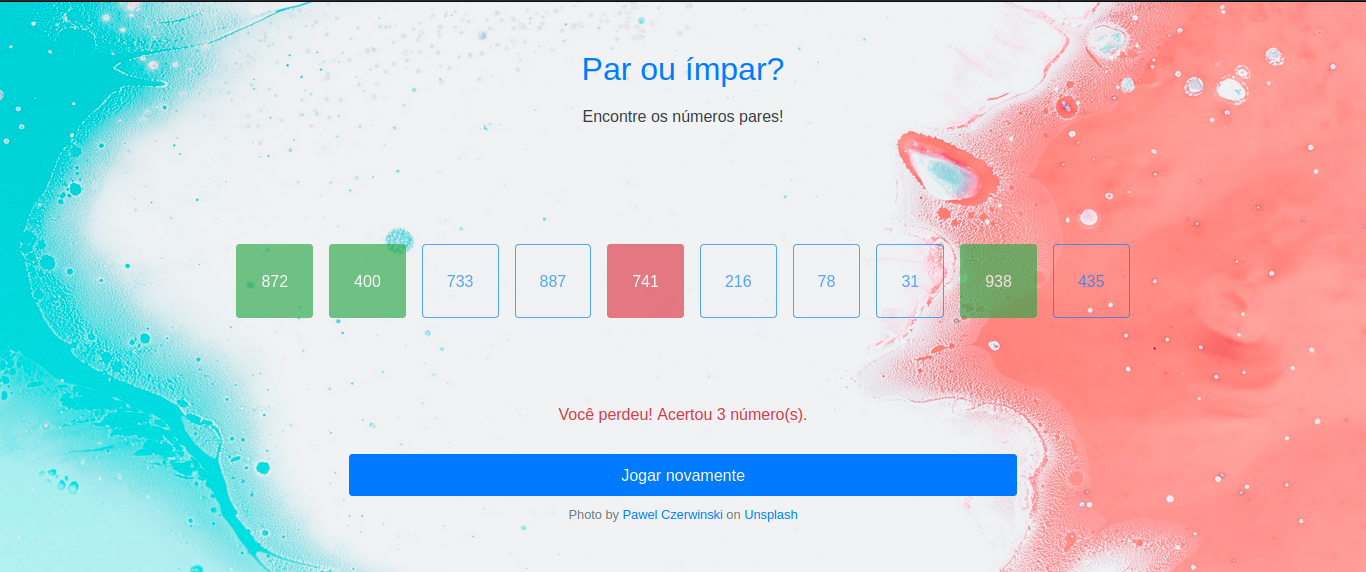 Par ou ímpar?
Encontre os números pares!
872 400 733 887 741 216 78 31 938 435
Você perdeu! Acertou 3 número(s).
Jogar novamente
Photo by Pawel Czerwinski on Unsplash